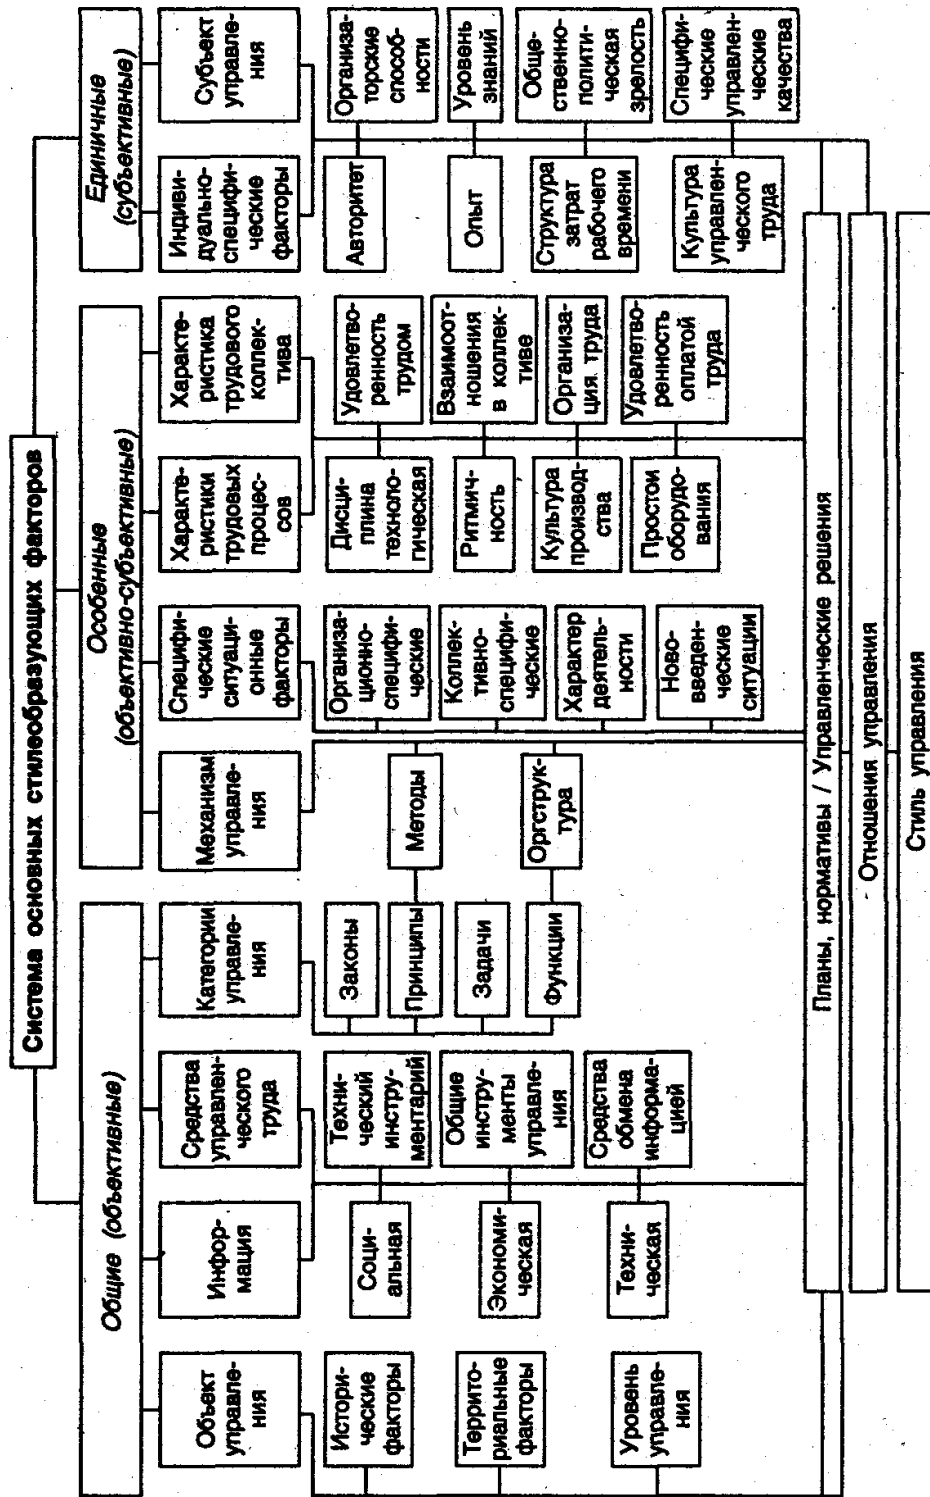 Система основных стилеобразующих факторов
Общие (объективные)
Особенные
(объективно-субъективные)
Единичные
(субъективные)
Объект
управле-
ния
Инфор-
мация
Средства
управлен-
ческого
труда
Категории
управле-
ния
Механизм
управле-
ния
Специфи-
ческие
ситуаци-
онные
факторы
Характе-
ристики
трудовых
процес-
сов
Характе-
ристика
трудового
коллек-
тива
Индиви-
дуально-
специфи-
ческие
факторы
Субъект
управле-
ния
Истори-
ческие
факторы
Террито-
риальные
факторы
Уровень
управле-
ния
Соци-
альная
Экономи-
ческая
Техни-
ческая
Техни-
ческий
инстру-
ментарий
Общие
инстру-
менты
управле-
ния
Средства
обмена
информа-
цией
Законы
Принципы
Задачи
Функции
Методы
Оргструк-
тура
Организа-
ционно-
специфи-
ческие
Коллек-
тивно-
специфи-
ческие
Характер
деятель-
ности
Ново-
введен-
ческие
ситуации
Дисци-
плина
техноло-
гическая
Ритмич-
ность
Культура
производ-
ства
Простои
оборудо-
вания
Удовлетво-
ренность
трудом
Взаимоот-
ношения
в коллек-
тиве
Организа-
ция труда
Удовлетво-
ренность
оплатой
труда
Авторитет
Опыт
Структура
затрат
рабочего
времени
Культура
управлен-
ческого
труда
Организа-
торские
способ-
ности
Уровень
знаний
Обще-
ственно-
полити-
ческая
зрелость
Специфи-
ческие
управлен-
ческие
качества
Планы, нормативы / Управленческие решения
Отношения управления
Стиль управления